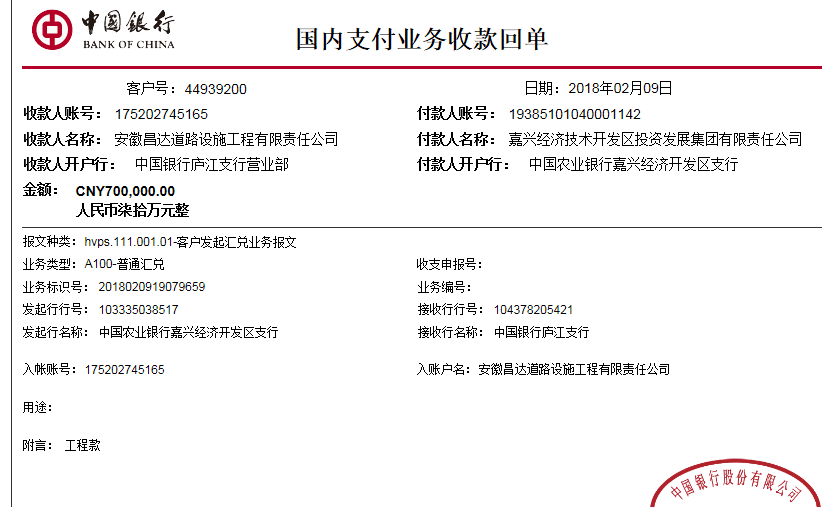 中国银行
BANK OF CHINA
国内支付业务收款回单
客户号：44939200 日期：2018年02月09日
收款人账号：175202745165 付款人账号：19385101040001142
收款人名称：安徽昌达道路设施工程有限责任公司 付款人名称：嘉兴经济技术开发区投资发展集团有限责任公司
收款人开户行：中国银行庐江支行营业部 付款人开户行：中国农业银行嘉兴经济开发区支行
金额：CNY700,000.00
人民币柒拾万元整
报文种类：hvps.111.001.01-客户发起汇兑业务报文
业务类型：A100-普通汇兑 收支申报号：
业务标识号：2018020919079659 业务编号：
发起行行号：103335038517 接收行行号：104378205421
发起行名称：中国农业银行嘉兴经济开发区支行 接收行名称：中国银行庐江支行
入帐账号：175202745165 入账户名：安徽昌达道路设施工程有限责任公司
用途：
附言：工程款
中国银行股份有限公司